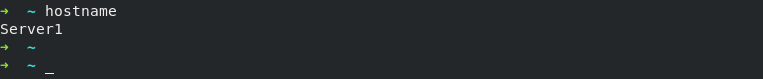 ➜  ~ hostname
Server1
➜  ~
➜  ~ _